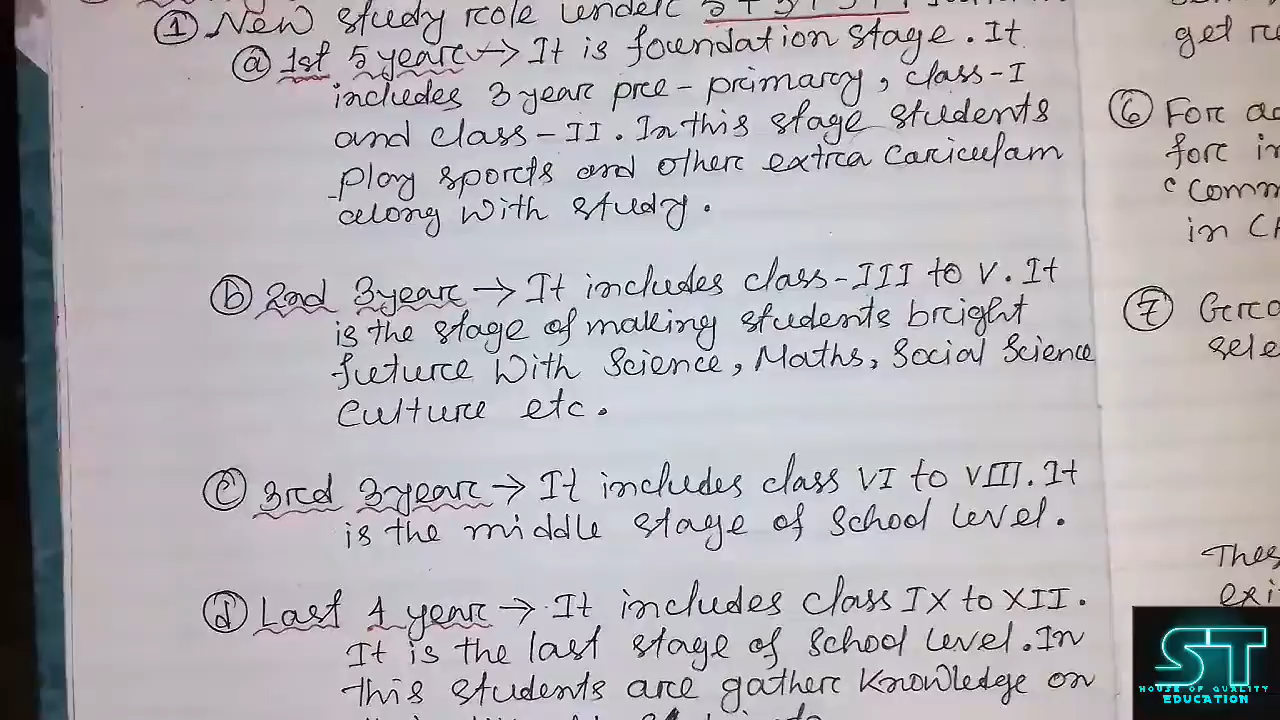 ① New study role under 5+3+3+
ⓐ 1st 5 year → It is foundation stage. It
includes 3 year pre-primary, class-I
and class-II. In this stage students
play sports and other extra cariculam
along with study.
ⓑ 2nd 3 year → It includes class-III to V. It
is the stage of making students bright
future With Science, Maths, Social Science
Culture etc.
ⓒ 3rd 3 year → It includes class VI to VIII. It
is the middle stage of School level.
ⓓ Last 4 year → It includes class IX to XII.
It is the last stage of School level. In
this students are gather Knowledge on
get
⑥ For
for
in
⑦
ST
HOUSE OF QUALITY
EDUCATION